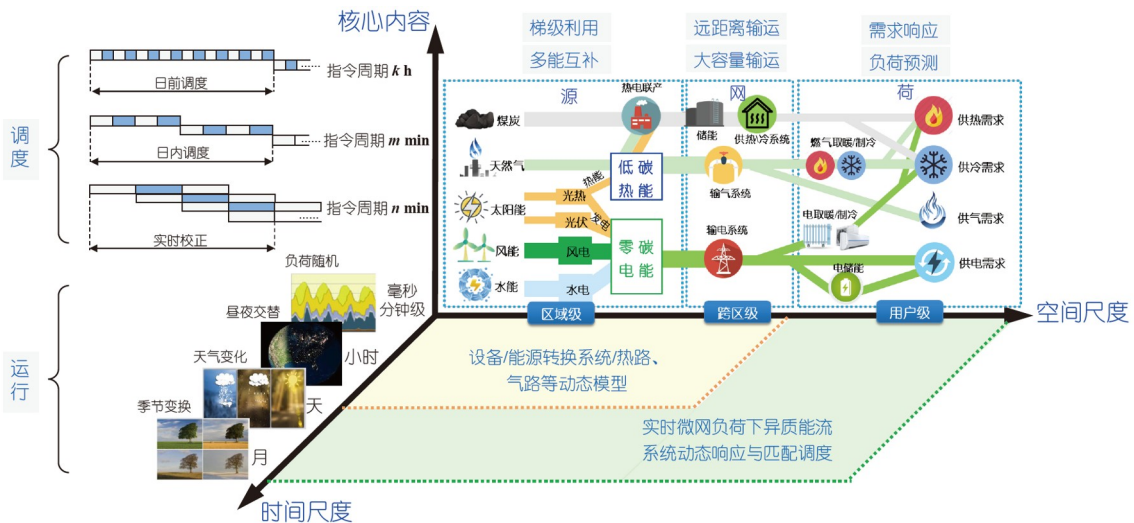 核心内容
梯级利用
多能互补
远距离输运
大容量输运
需求响应
负荷预测
调度
日前调度
指令周期 k h
日内调度
指令周期 m min
实时校正
指令周期 n min
源
网
荷
煤炭
热电联产
储能
供热\冷系统
供热需求
天然气
热能
低碳
热能
输气系统
燃气取暖/制冷
供冷需求
太阳能
光热
光伏
发电
供气需求
风能
风电
零碳
电能
输电系统
电取暖/制冷
电储能
供电需求
水能
水电
区域级
跨区级
用户级
空间尺度
运行
负荷随机
毫秒
分钟级
昼夜交替
小时
天气变化
天
季节变换
月
时间尺度
设备/能源转换系统/热路、
气路等动态模型
实时微网负荷下异质能流
系统动态响应与匹配调度